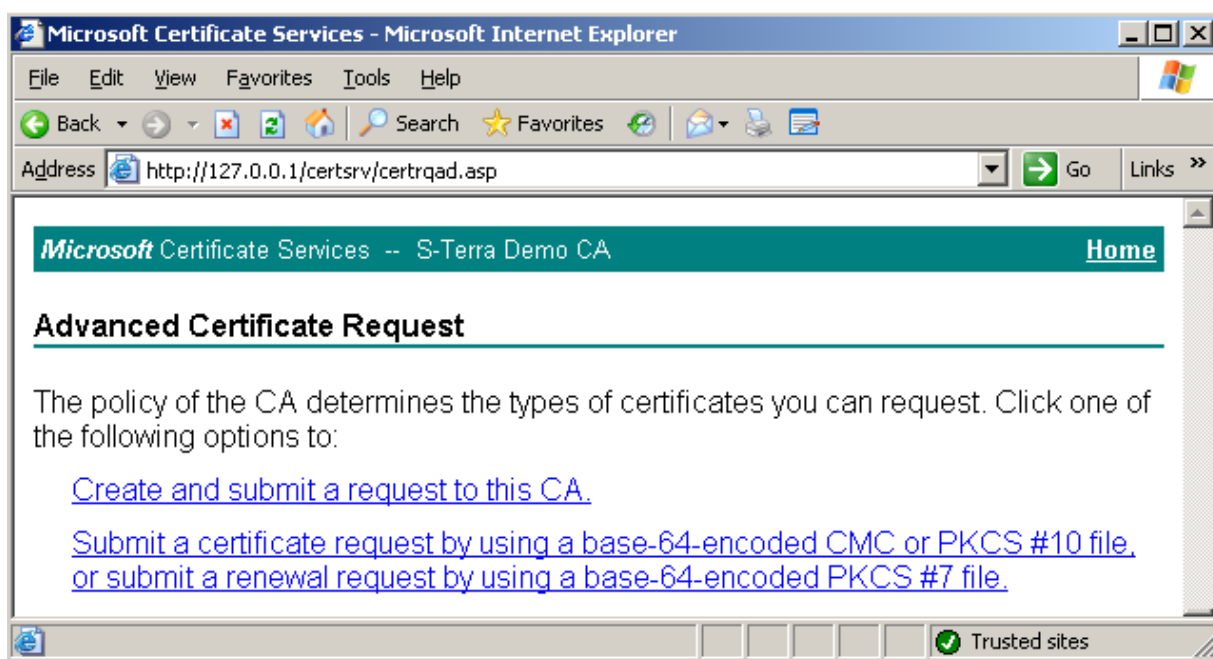 Microsoft Certificate Services - Microsoft Internet Explorer
File Edit View Favorites Tools Help
Back Search Favorites
Address http://127.0.0.1/certsrv/certrqad.asp Go Links »
Microsoft Certificate Services -- S-Terra Demo CA Home
Advanced Certificate Request
The policy of the CA determines the types of certificates you can request. Click one of
the following options to:
Create and submit a request to this CA.
Submit a certificate request by using a base-64-encoded CMC or PKCS #10 file,
or submit a renewal request by using a base-64-encoded PKCS #7 file.
Trusted sites